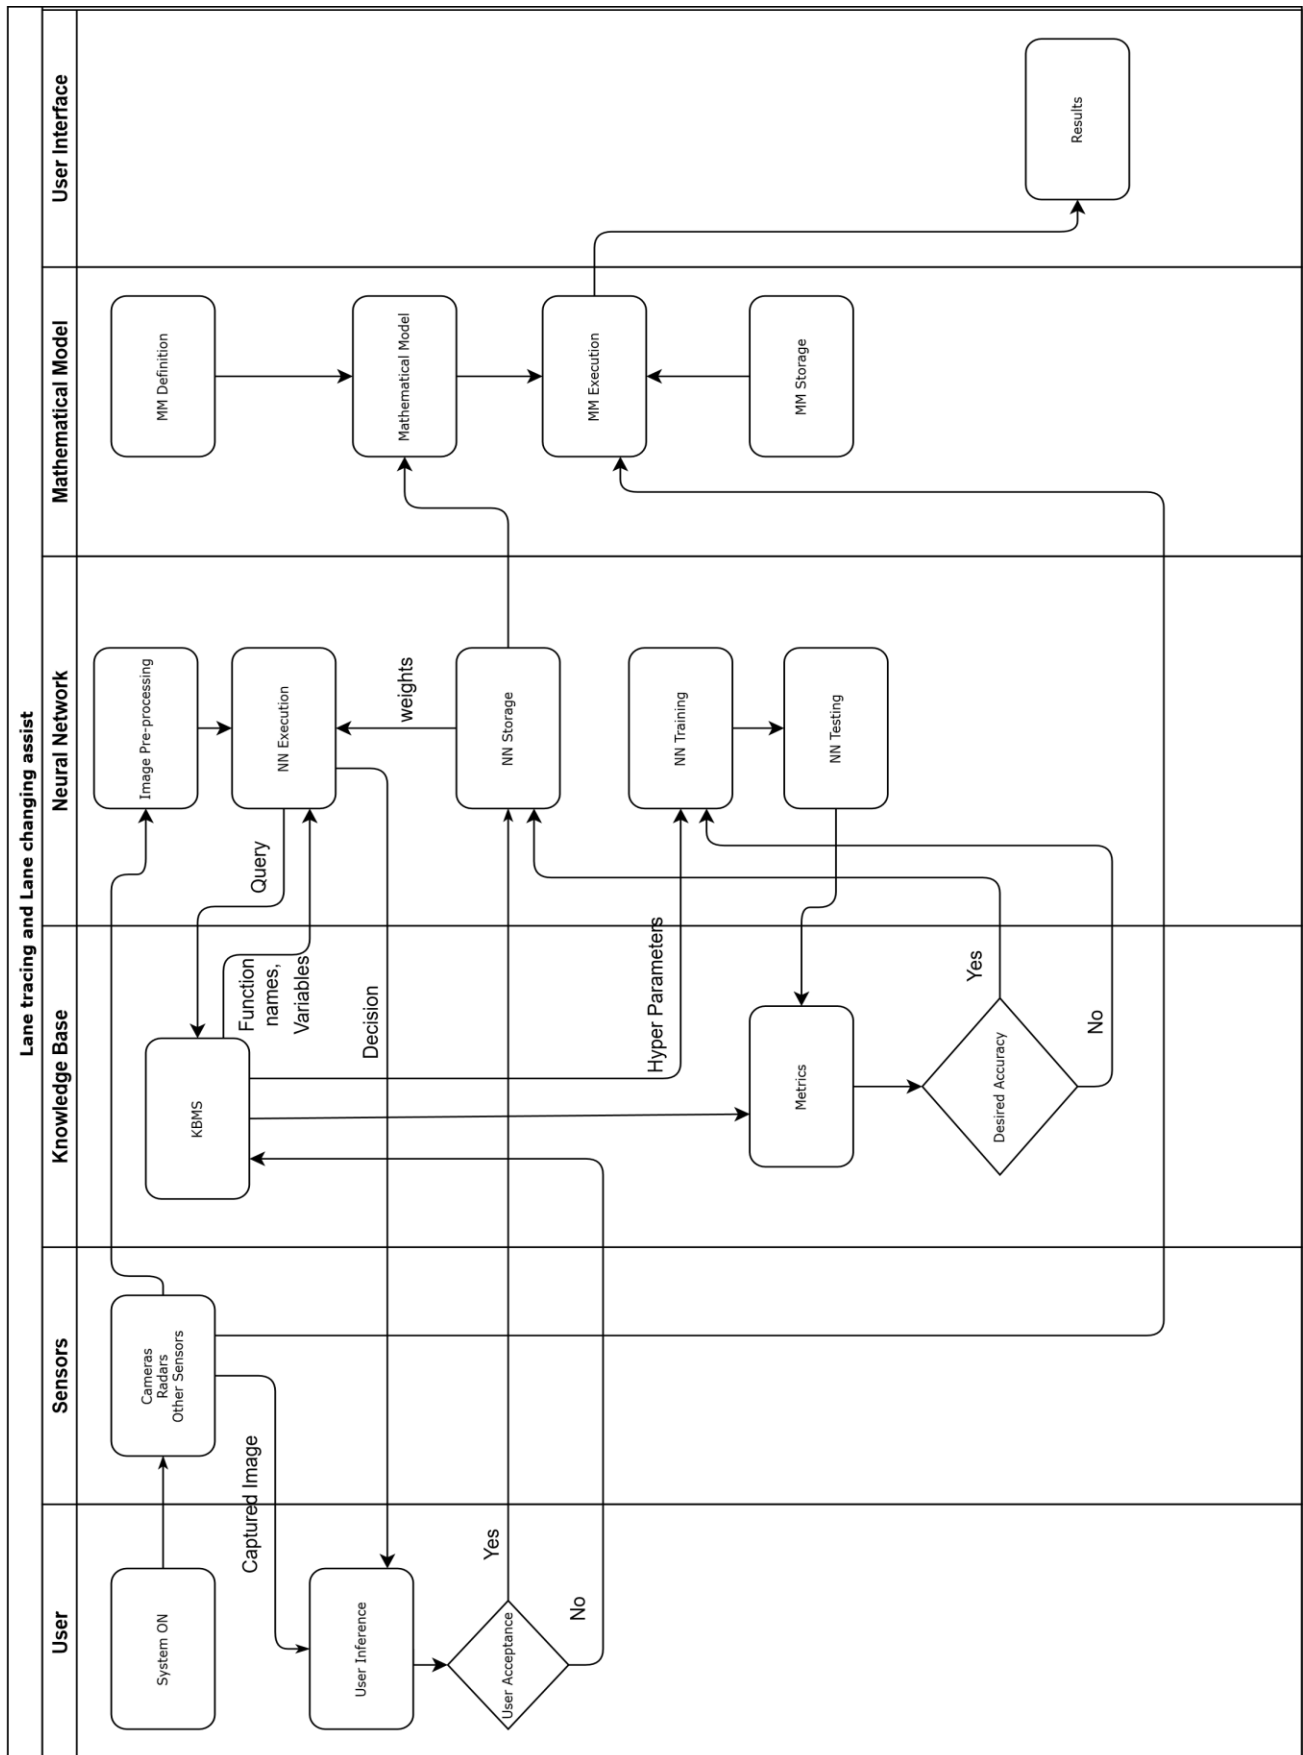 Lane tracing and Lane changing assist
User
Sensors
Knowledge Base
Neural Network
Mathematical Model
User Interface
System ON
Cameras
Radars
Other Sensors
Captured Image
User Inference
User Acceptance
Yes
No
KBMS
Function
names,
Variables
Query
Decision
Hyper Parameters
Metrics
Desired Accuracy
Yes
No
Image Pre-processing
NN Execution
weights
NN Storage
NN Training
NN Testing
MM Definition
Mathematical Model
MM Execution
MM Storage
Results